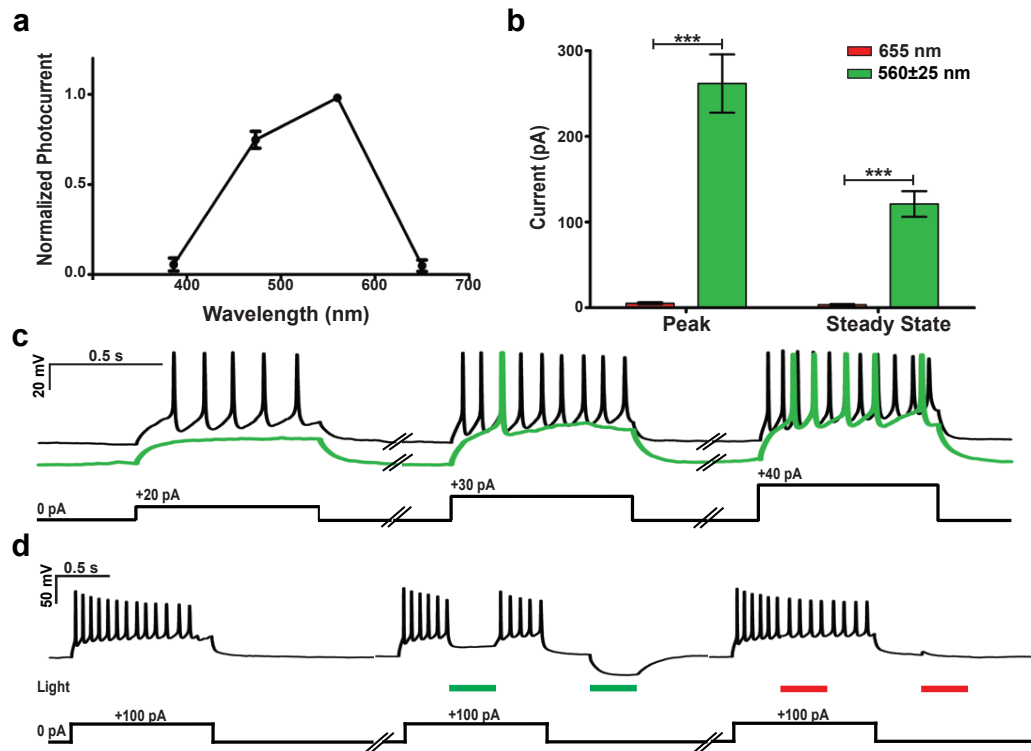 a
Normalized Photocurrent
1.0
0.5
0.0
400 500 600 700
Wavelength (nm)
b
Current (pA)
300
200
100
0
***
***
655 nm
560±25 nm
Peak Steady State
c
20 mV
0.5 s
0 pA
+20 pA
+30 pA
+40 pA
d
50 mV
0.5 s
Light
0 pA
+100 pA
+100 pA
+100 pA